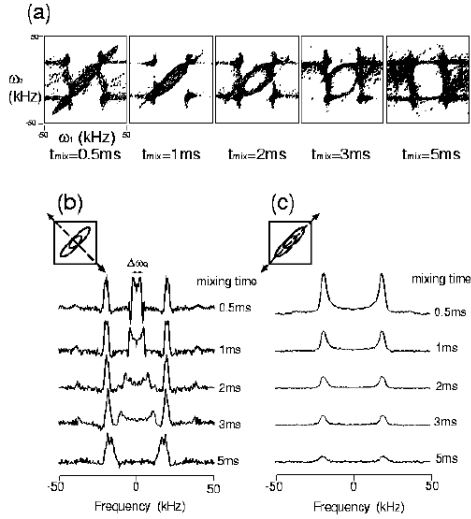 (a)
50
ω₂
(kHz)
-50
-50 50
ω₁ (kHz)
tmix=0.5ms tmix=1ms tmix=2ms tmix=3ms tmix=5ms
(b) (c)
ΔωQ
mixing time mixing time
0.5ms 0.5ms
1ms 1ms
2ms 2ms
3ms 3ms
5ms 5ms
-50 0 50 -50 0 50
Frequency (kHz) Frequency (kHz)